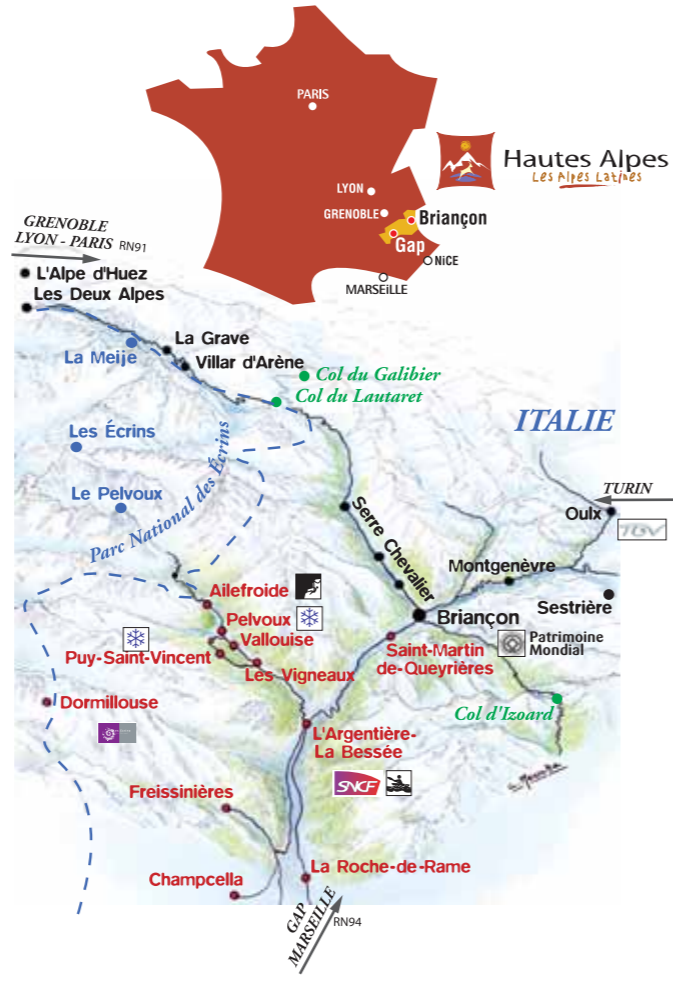 PARIS
LYON
GRENOBLE
Briançon
Gap
NiCE
MARSEiLLE
Hautes Alpes
Les Alpes Latines
GRENOBLE
LYON - PARIS RN91
L'Alpe d'Huez
Les Deux Alpes
La Grave
La Meije
Villar d'Arène
Col du Galibier
Col du Lautaret
ITALIE
Les Écrins
Parc National des Écrins
Le Pelvoux
TURIN
Oulx
TGV
Serre Chevalier
Montgenèvre
Ailefroide
Sestrière
Pelvoux
Briançon
Vallouise
Patrimoine
Mondial
Puy-Saint-Vincent
Saint-Martin
de-Queyrières
Les Vigneaux
Dormillouse
Col d'Izoard
L'Argentière-
La Bessée
SNCF
Freissinières
La Roche-de-Rame
Champcella
GAP
MARSEILLE
RN94